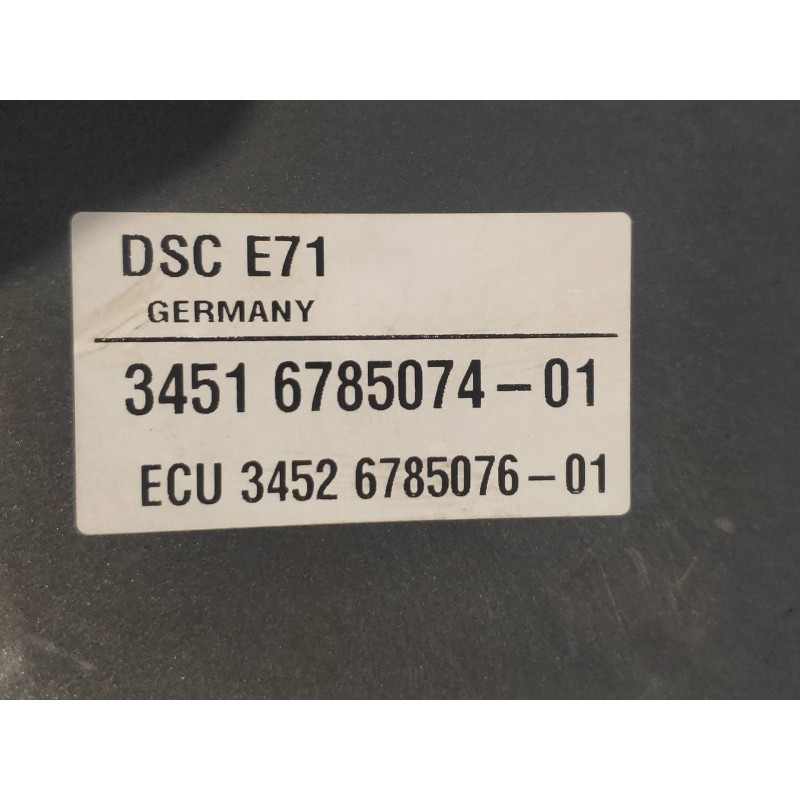 DSC E71
GERMANY
3451 6785074-01
ECU 3452 6785076-01